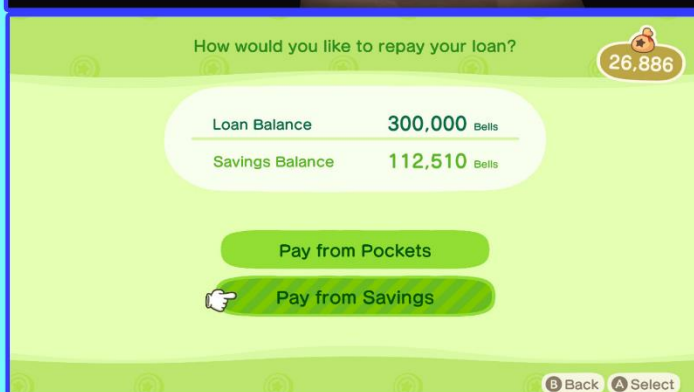 How would you like to repay your loan?
26,886
Loan Balance 300,000 Bells
Savings Balance 112,510 Bells
Pay from Pockets
Pay from Savings
B Back A Select